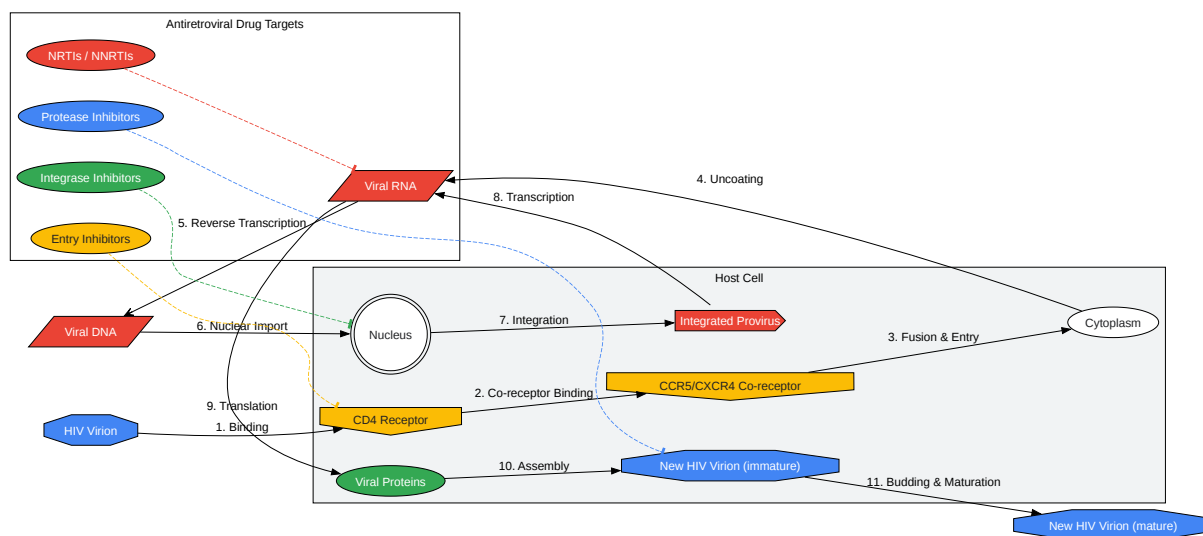 Antiretroviral Drug Targets
NRTIs / NNRTIs
Protease Inhibitors
Integrase Inhibitors
Entry Inhibitors
Viral RNA
4. Uncoating
8. Transcription
5. Reverse Transcription
Host Cell
Viral DNA
6. Nuclear Import
Nucleus
7. Integration
Integrated Provirus
Cytoplasm
3. Fusion & Entry
CCR5/CXCR4 Co-receptor
2. Co-receptor Binding
9. Translation
CD4 Receptor
HIV Virion
1. Binding
Viral Proteins
10. Assembly
New HIV Virion (immature)
11. Budding & Maturation
New HIV Virion (mature)